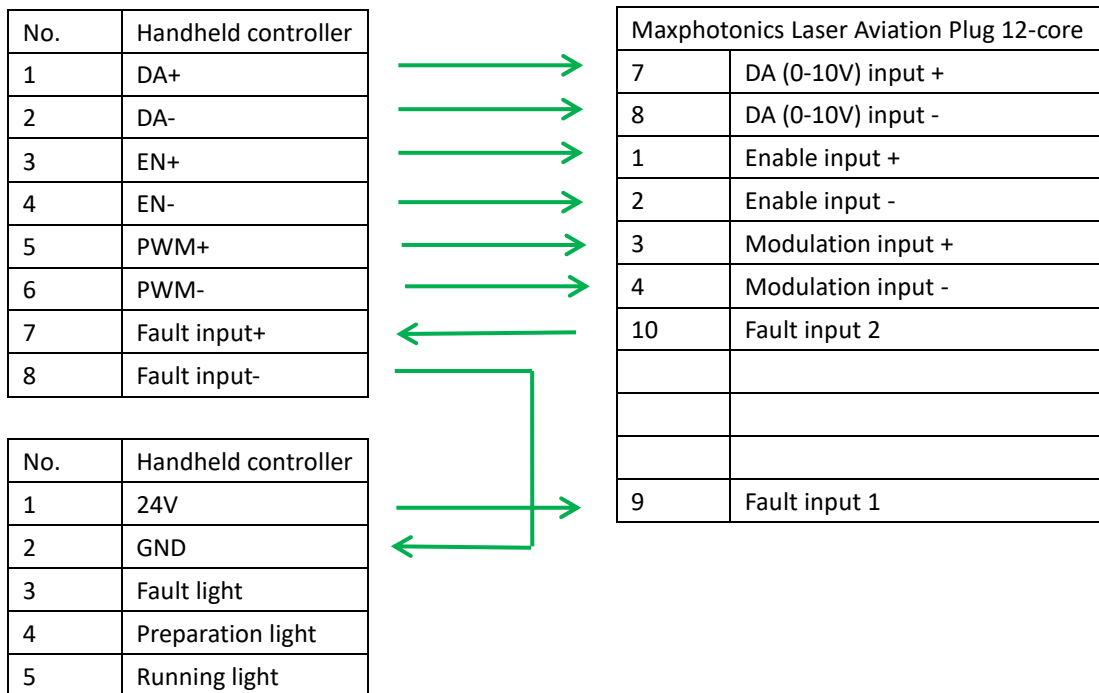 No. Handheld controller
1 DA+
2 DA-
3 EN+
4 EN-
5 PWM+
6 PWM-
7 Fault input+
8 Fault input-
Maxphotonics Laser Aviation Plug 12-core
7 DA (0-10V) input +
8 DA (0-10V) input -
1 Enable input +
2 Enable input -
3 Modulation input +
4 Modulation input -
10 Fault input 2
9 Fault input 1
No. Handheld controller
1 24V
2 GND
3 Fault light
4 Preparation light
5 Running light